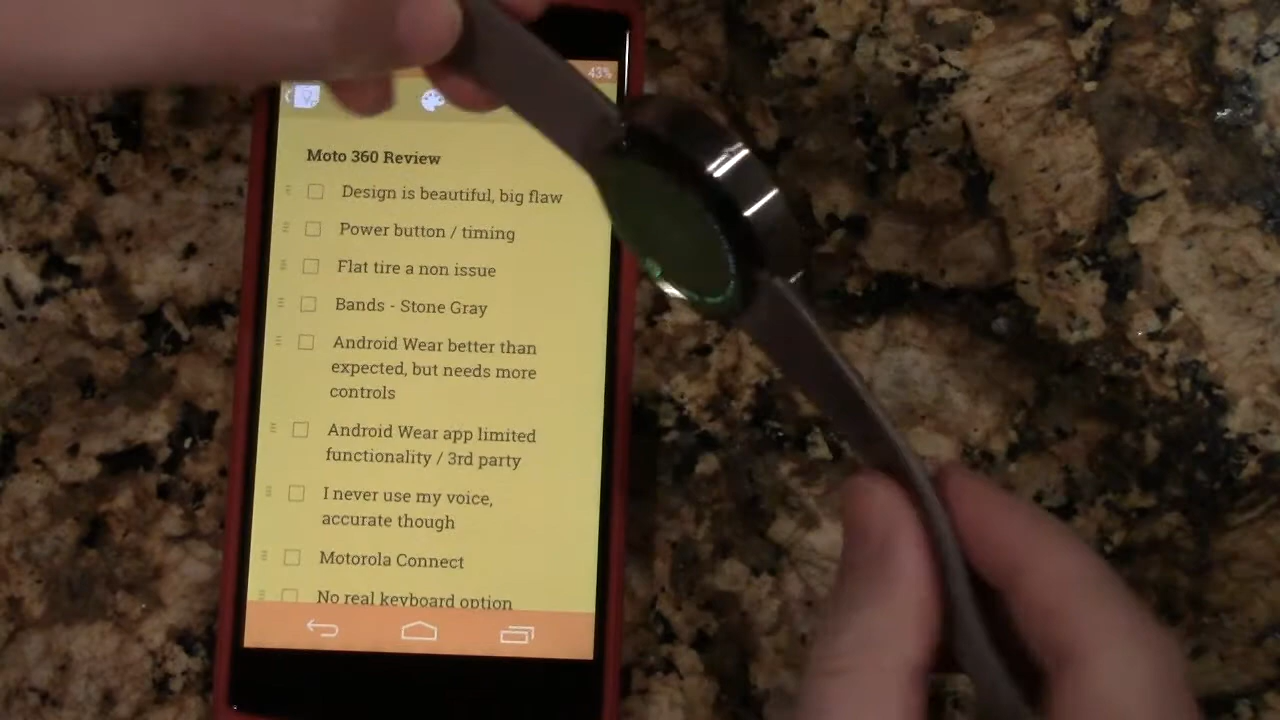 43%
Moto 360 Review
Design is beautiful, big flaw
Power button / timing
Flat tire a non issue
Bands - Stone Gray
Android Wear better than
expected, but needs more
controls
Android Wear app limited
functionality / 3rd party
I never use my voice,
accurate though
Motorola Connect
No real keyboard option